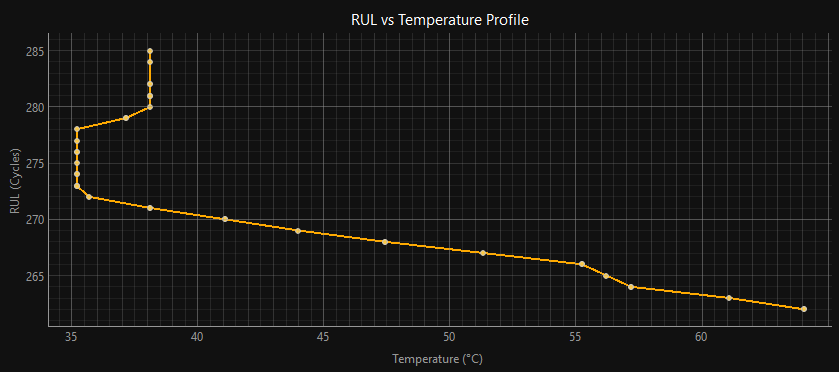 RUL vs Temperature Profile
285
280
275
270
265
RUL (Cycles)
35 40 45 50 55 60
Temperature (°C)